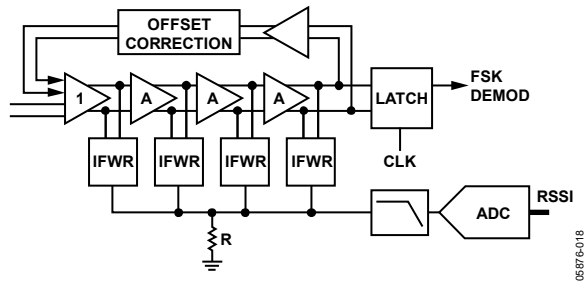 OFFSET
CORRECTION
1
A
A
A
LATCH
FSK
DEMOD
IFWR
IFWR
IFWR
IFWR
CLK
R
ADC
RSSI
05876-018